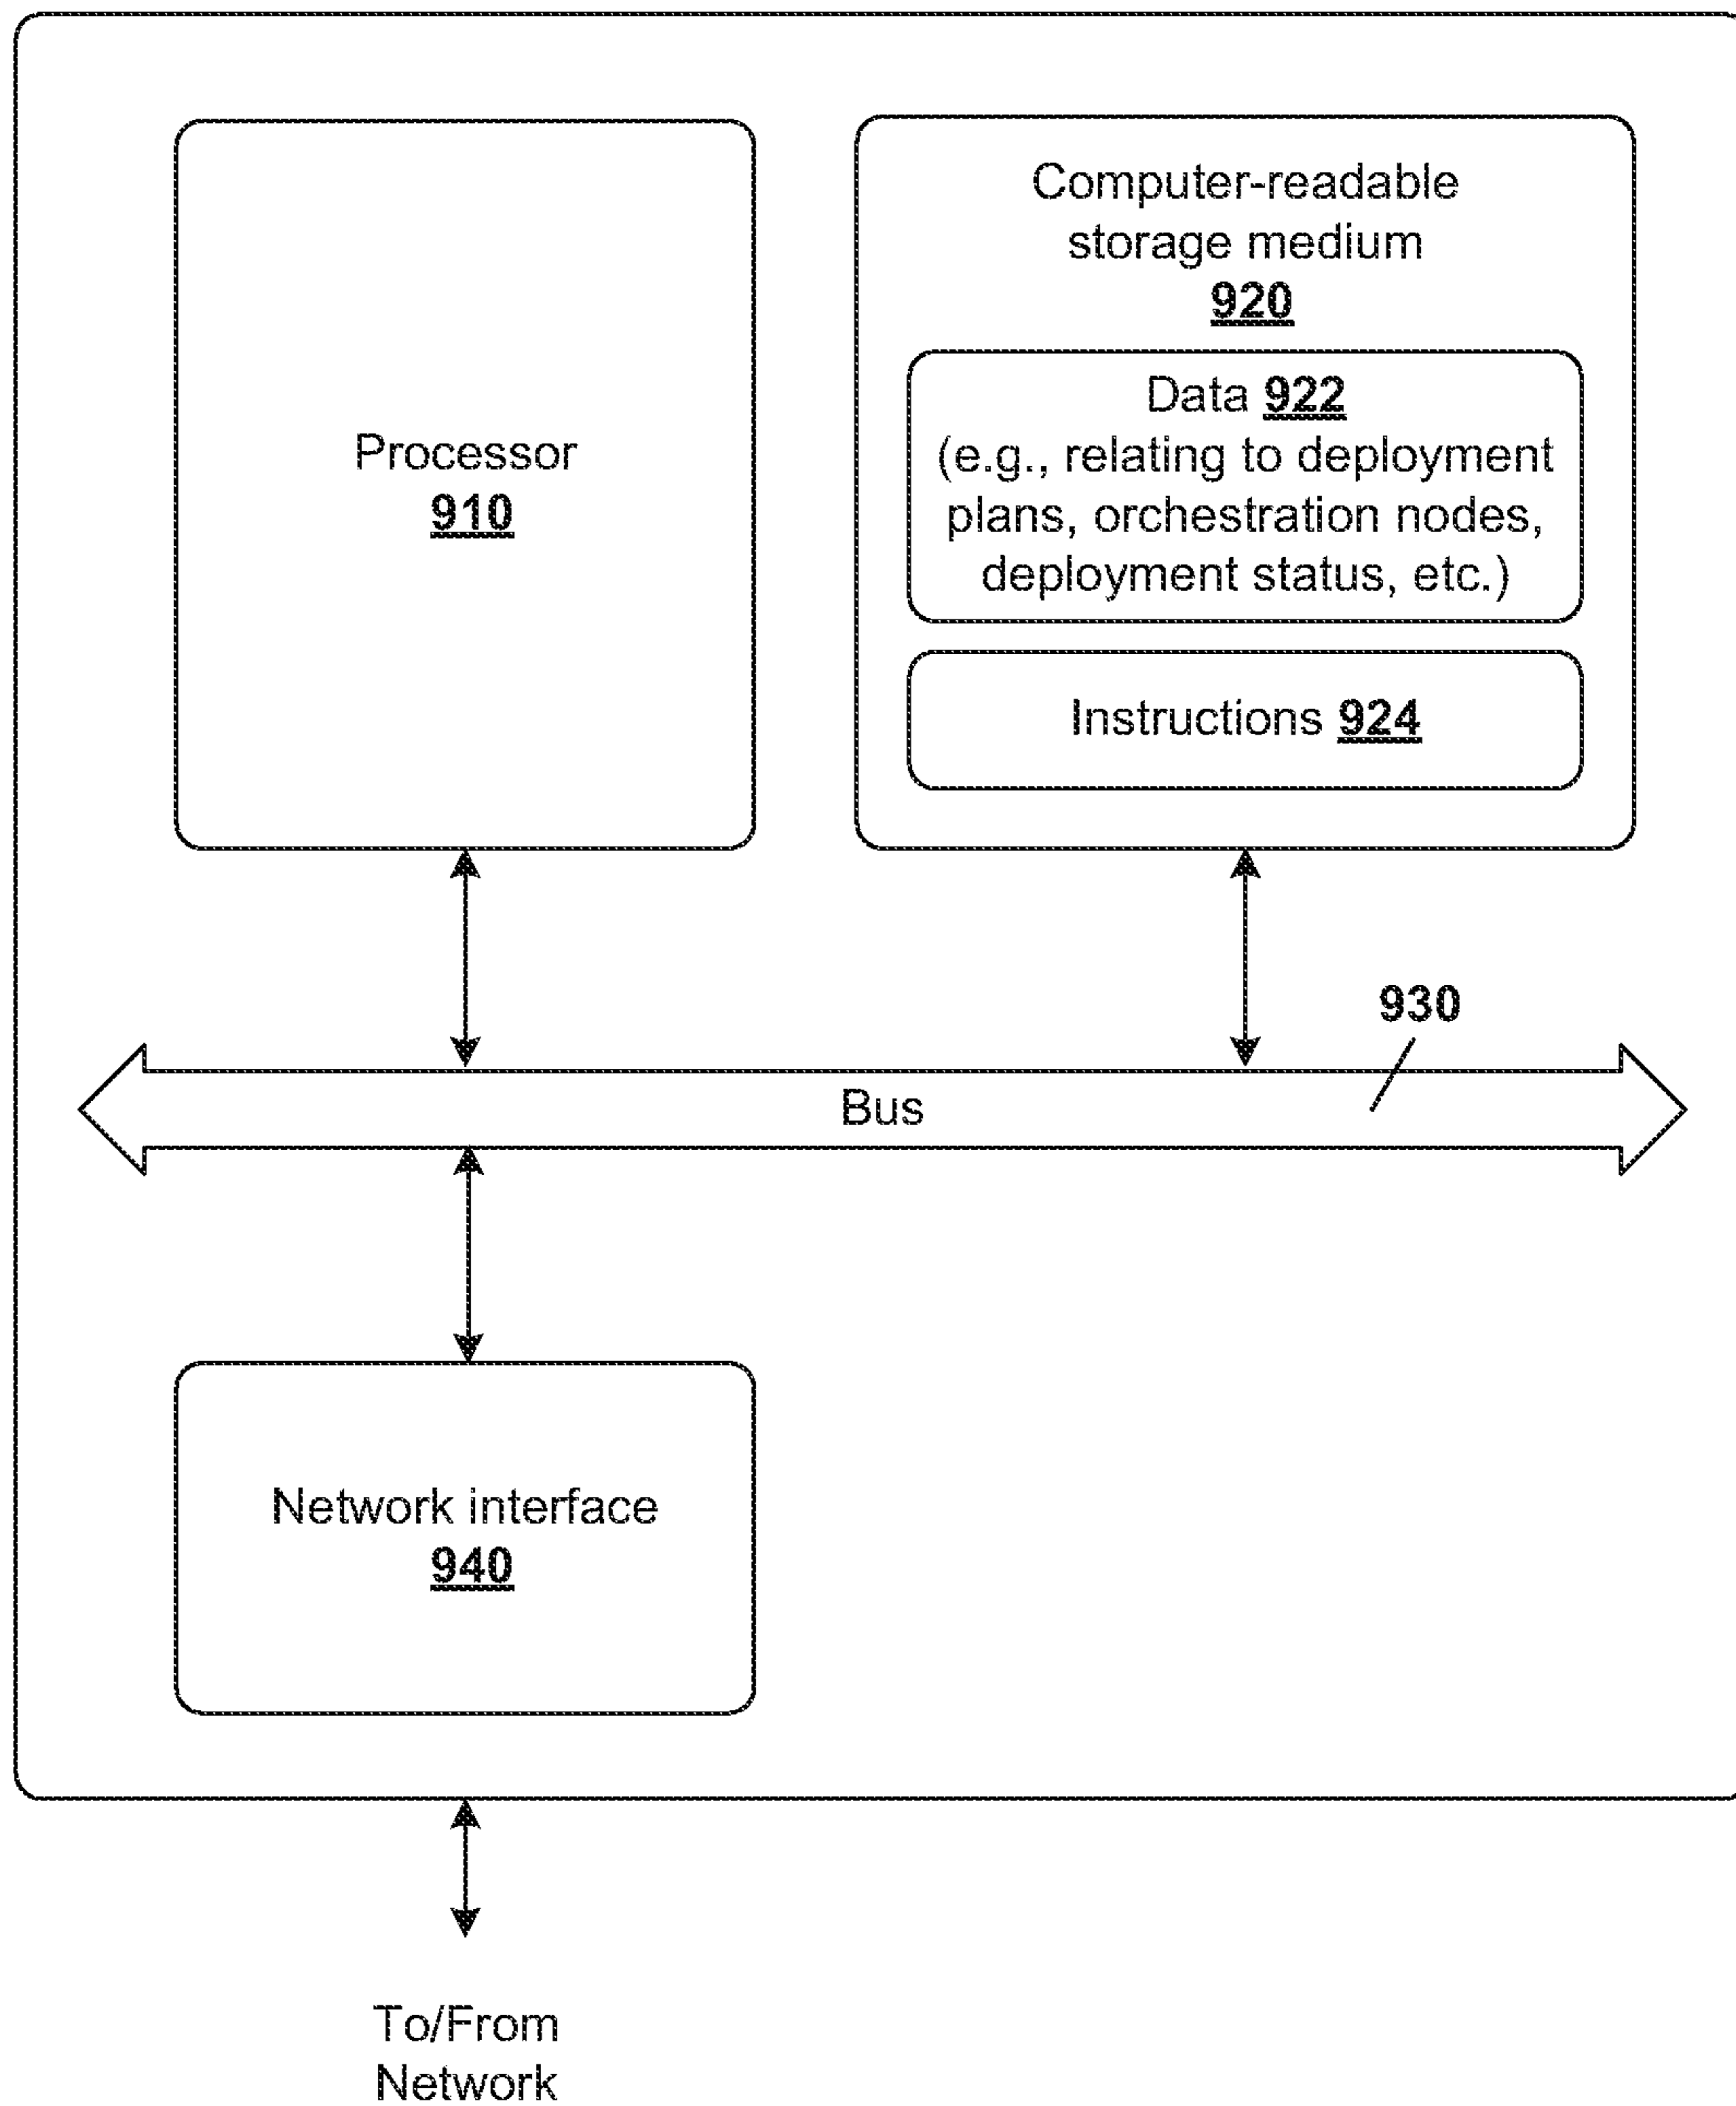 Processor
910
Computer-readable
storage medium
920
Data 922
(e.g., relating to deployment
plans, orchestration nodes,
deployment status, etc.)
Instructions 924
930
Bus
Network interface
940
To/From
Network